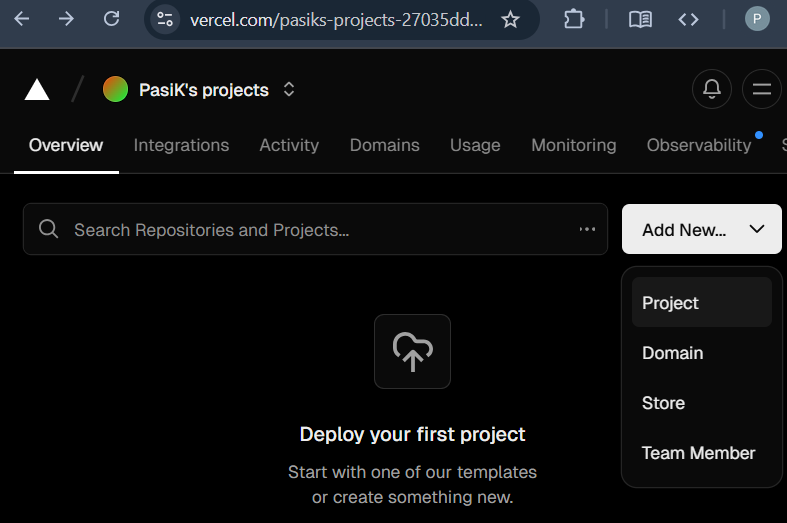 vercel.com/pasiks-projects-27035dd...
P
PasiK's projects
Overview Integrations Activity Domains Usage Monitoring Observability S
Search Repositories and Projects...
Add New...
Project
Domain
Store
Team Member
Deploy your first project
Start with one of our templates
or create something new.